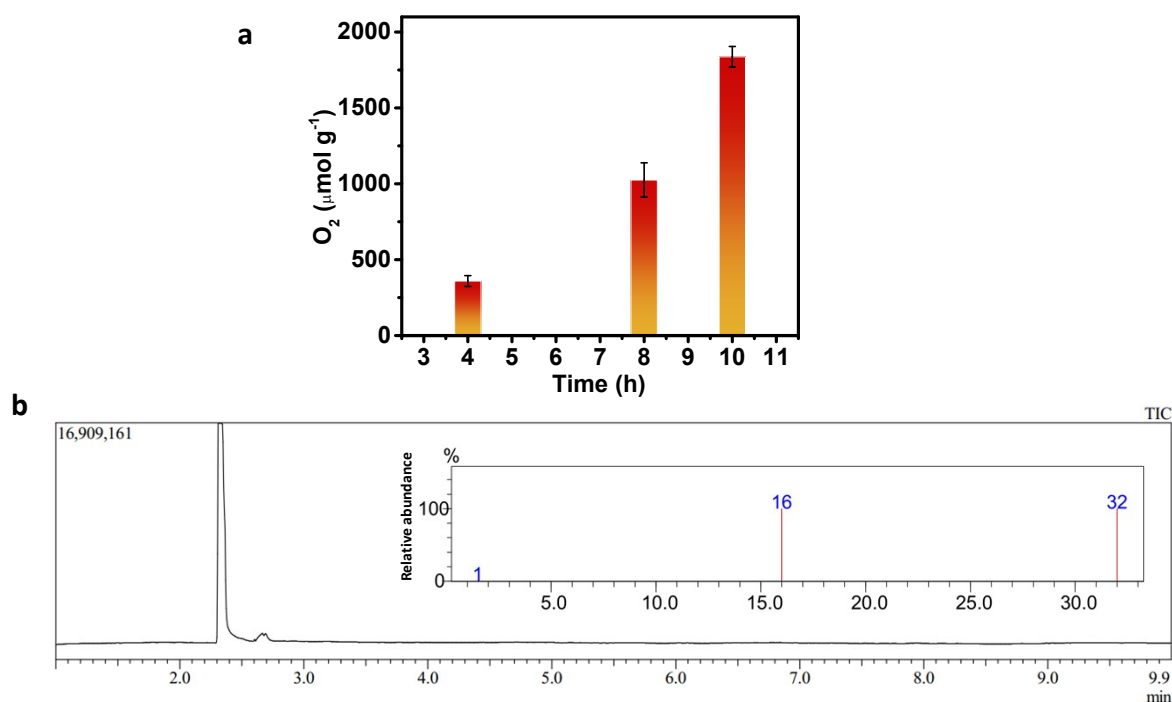 a
2000
1500
1000
500
0
O2 (μmol g-1)
3 4 5 6 7 8 9 10 11
Time (h)
b
TIC
16,909,161
%
Relative abundance
100
0
1
16
32
5.0 10.0 15.0 20.0 25.0 30.0
2.0 3.0 4.0 5.0 6.0 7.0 8.0 9.0 9.9
min